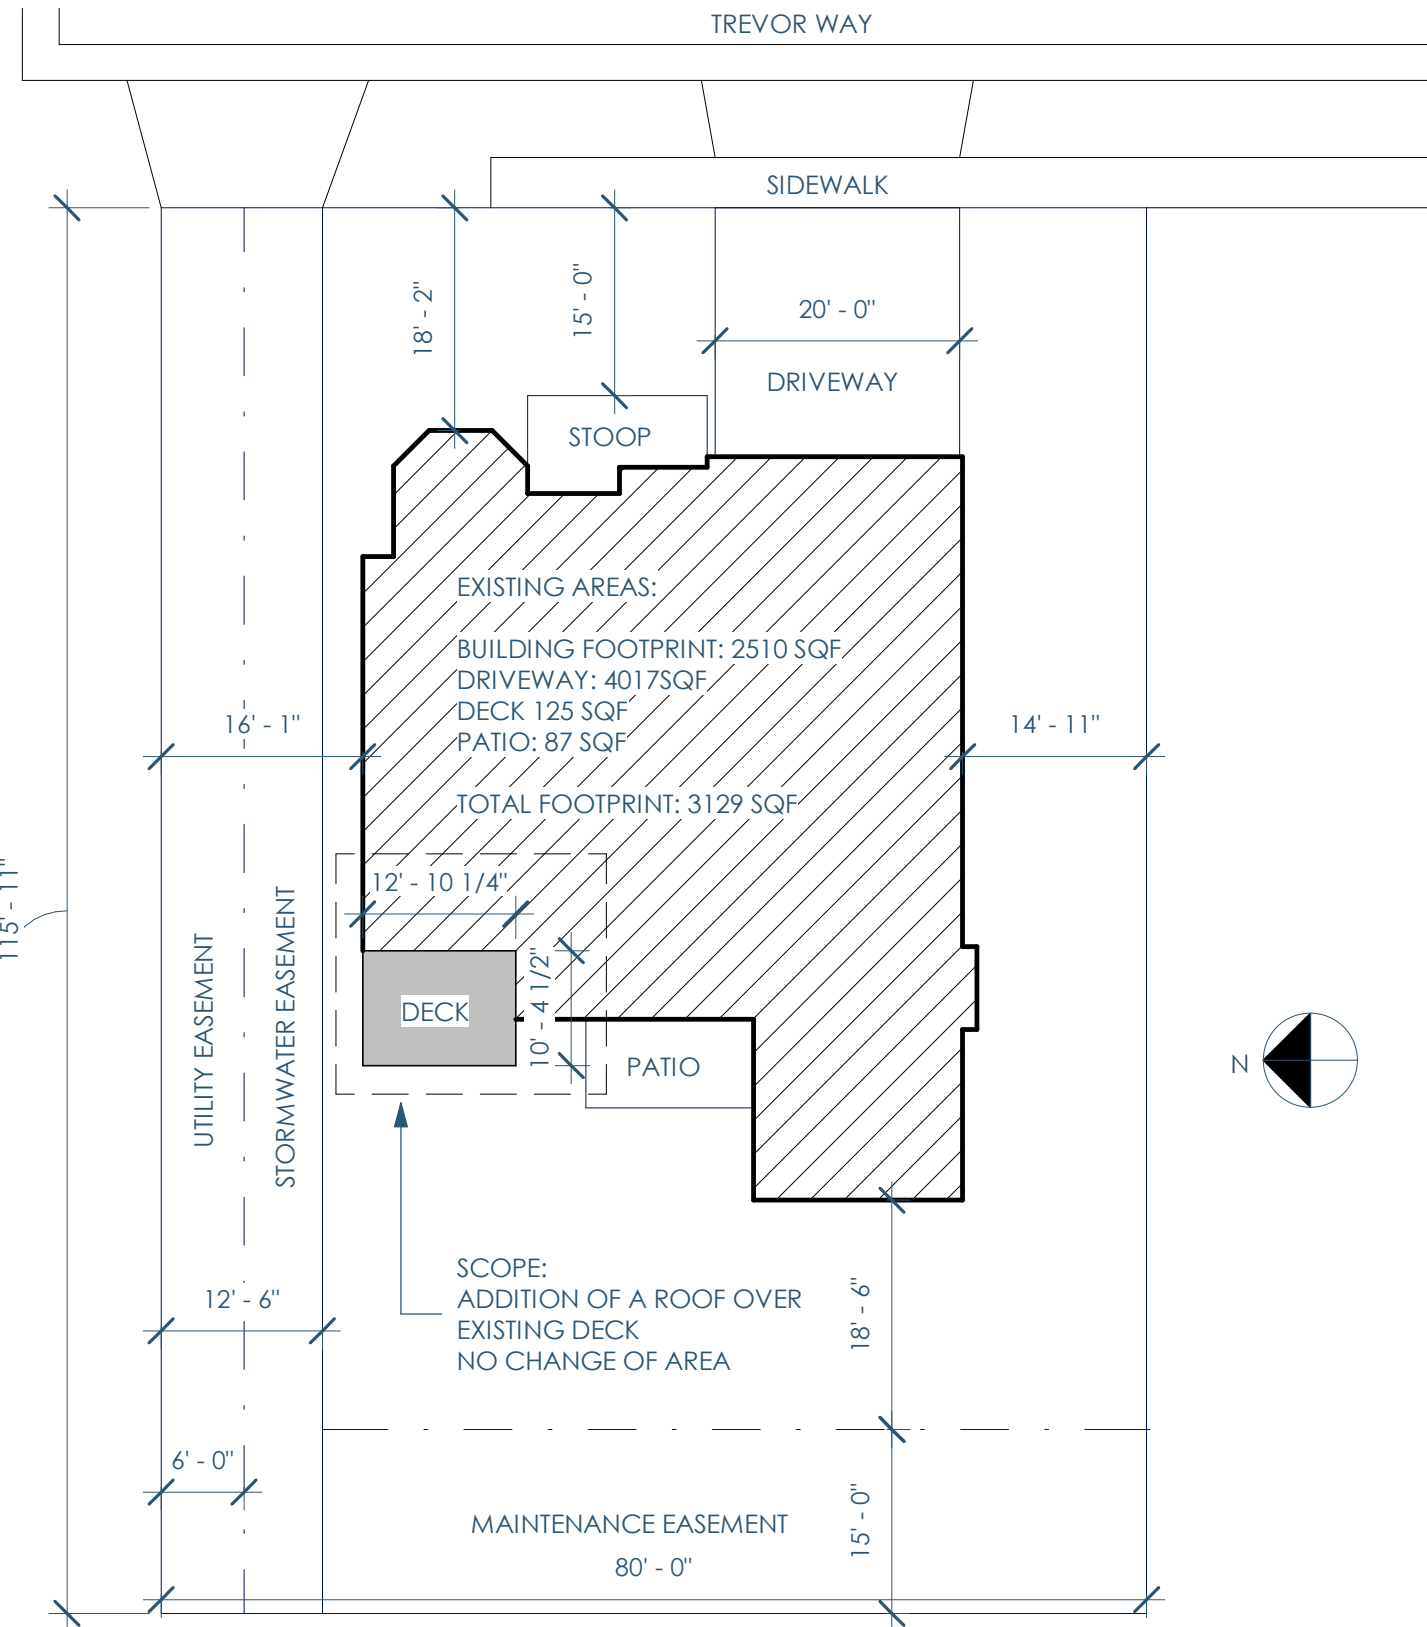 TREVOR WAY
SIDEWALK
18' - 2"
15' - 0"
20' - 0"
DRIVEWAY
STOOP
EXISTING AREAS:
BUILDING FOOTPRINT: 2510 SQF
DRIVEWAY: 4017SQF
DECK 125 SQF
PATIO: 87 SQF
TOTAL FOOTPRINT: 3129 SQF
16' - 1"
14' - 11"
115' - 11"
12' - 10 1/4"
10' - 4 1/2"
DECK
PATIO
UTILITY EASEMENT
STORMWATER EASEMENT
N
SCOPE:
ADDITION OF A ROOF OVER
EXISTING DECK
NO CHANGE OF AREA
12' - 6"
18' - 6"
6' - 0"
15' - 0"
MAINTENANCE EASEMENT
80' - 0"